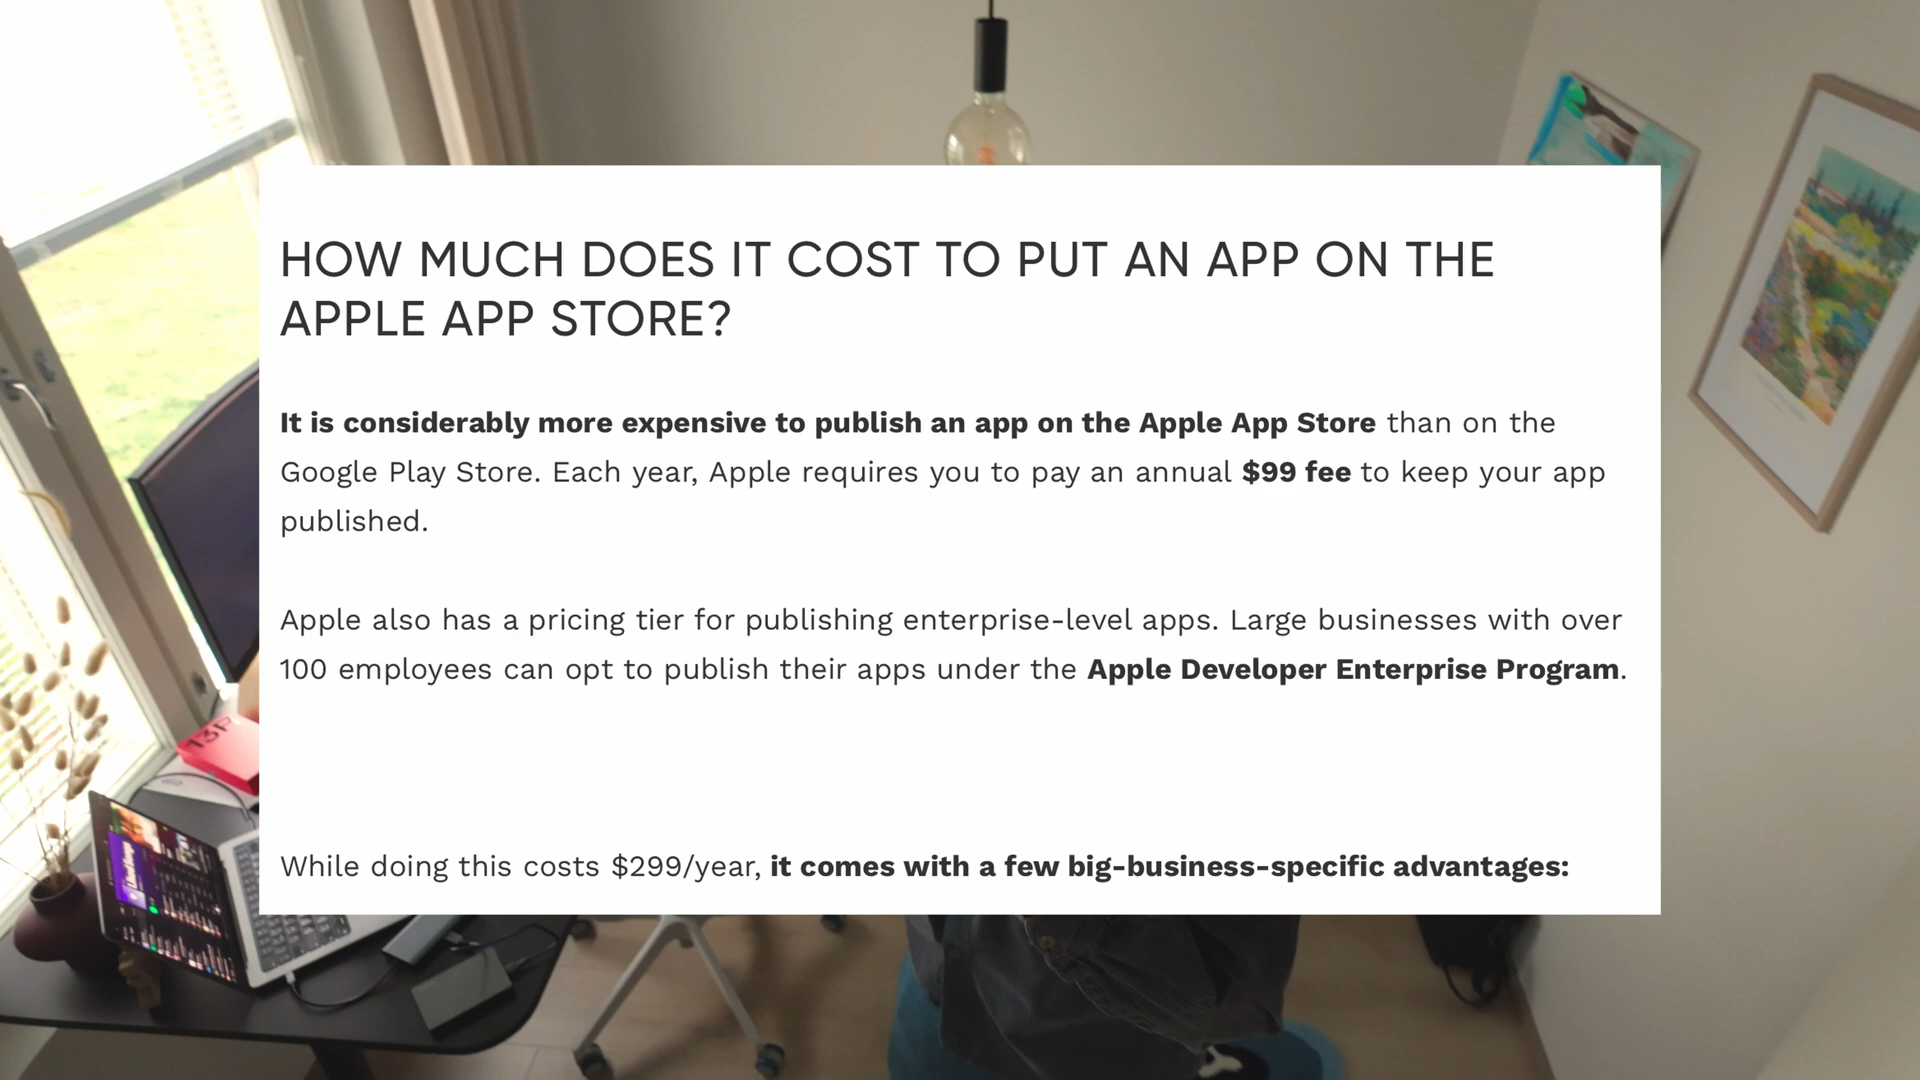 HOW MUCH DOES IT COST TO PUT AN APP ON THE
APPLE APP STORE?
It is considerably more expensive to publish an app on the Apple App Store than on the
Google Play Store. Each year, Apple requires you to pay an annual $99 fee to keep your app
published.
Apple also has a pricing tier for publishing enterprise-level apps. Large businesses with over
100 employees can opt to publish their apps under the Apple Developer Enterprise Program.
While doing this costs $299/year, it comes with a few big-business-specific advantages: